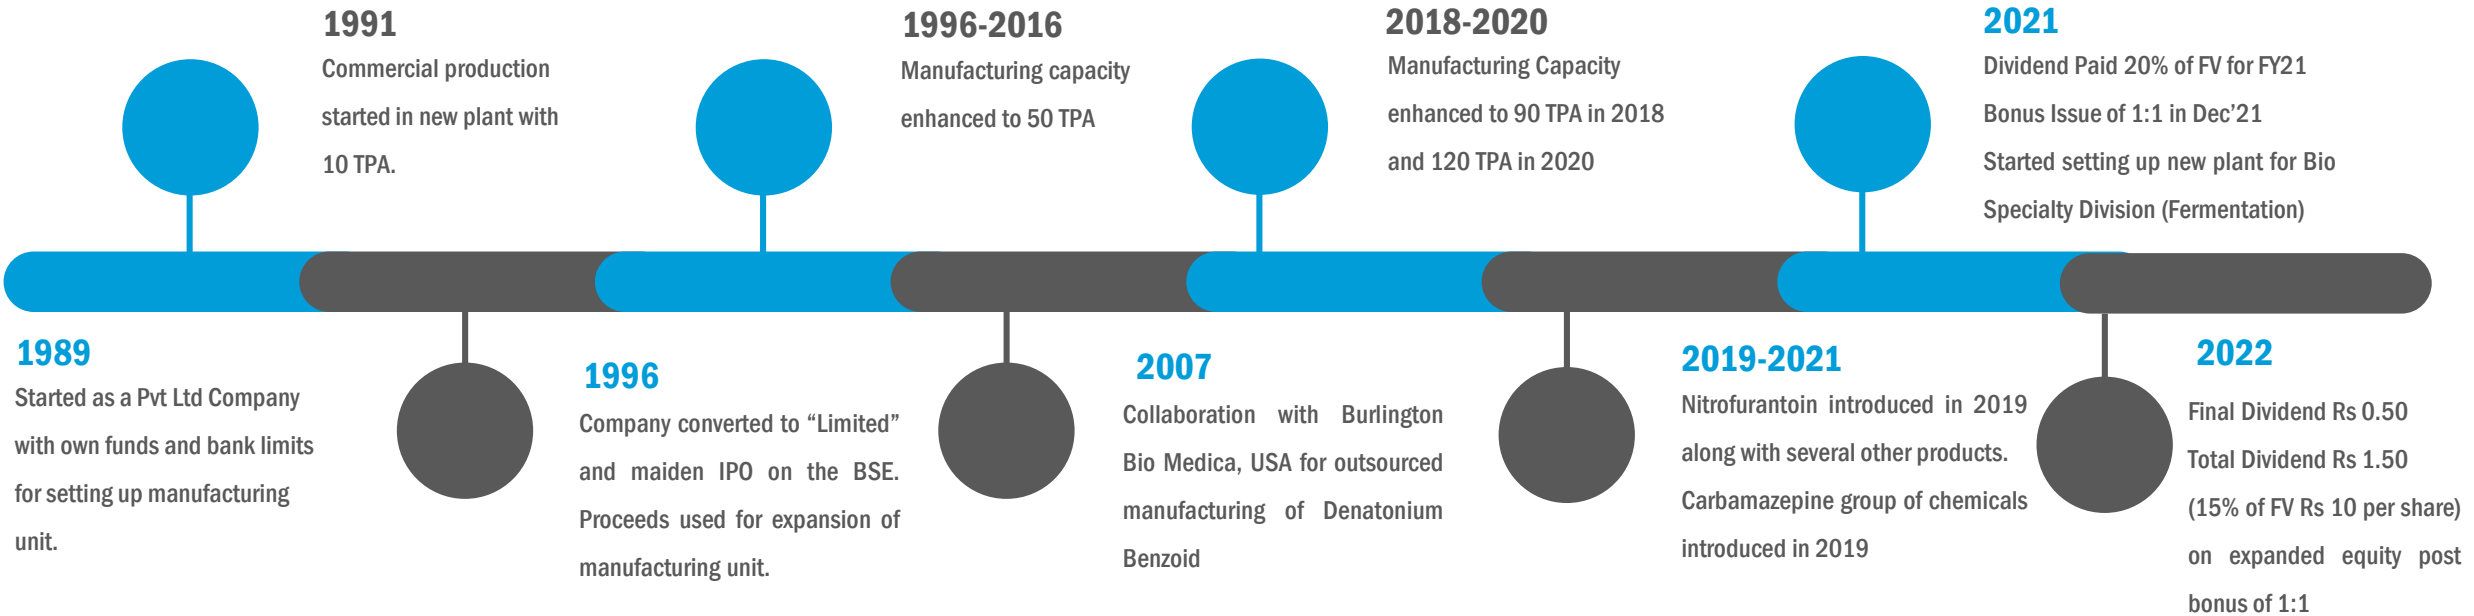 1989
Started as a Pvt Ltd Company
with own funds and bank limits
for setting up manufacturing
unit.
1991
Commercial production
started in new plant with
10 TPA.
1996
Company converted to “Limited”
and maiden IPO on the BSE.
Proceeds used for expansion of
manufacturing unit.
1996-2016
Manufacturing capacity
enhanced to 50 TPA
2007
Collaboration with Burlington
Bio Medica, USA for outsourced
manufacturing of Denatonium
Benzoid
2018-2020
Manufacturing Capacity
enhanced to 90 TPA in 2018
and 120 TPA in 2020
2019-2021
Nitrofurantoin introduced in 2019
along with several other products.
Carbamazepine group of chemicals
introduced in 2019
2021
Dividend Paid 20% of FV for FY21
Bonus Issue of 1:1 in Dec’21
Started setting up new plant for Bio
Specialty Division (Fermentation)
2022
Final Dividend Rs 0.50
Total Dividend Rs 1.50
(15% of FV Rs 10 per share)
on expanded equity post
bonus of 1:1